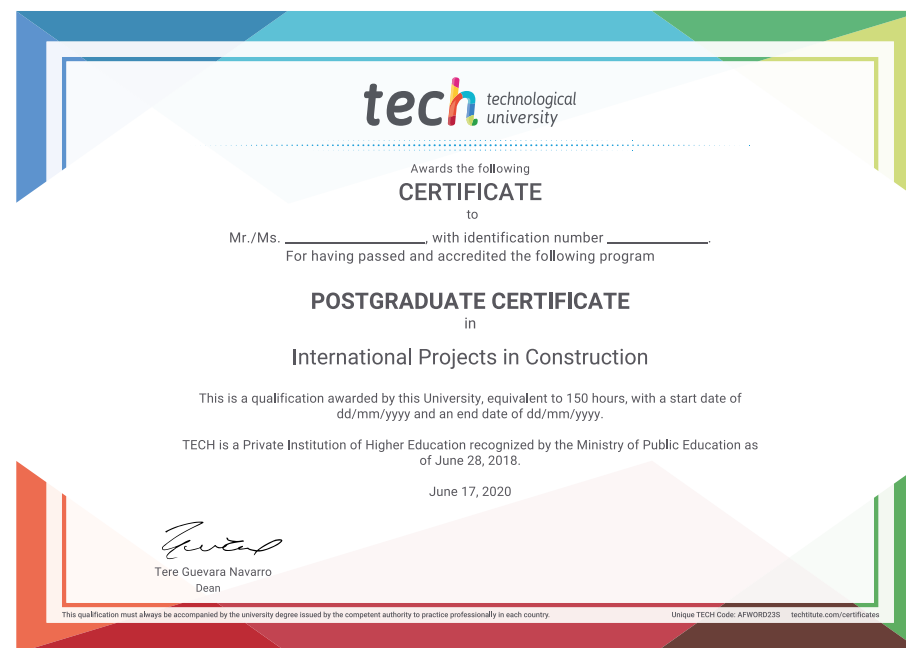 tech technological
university
Awards the following
CERTIFICATE
to
Mr./Ms. ____________________, with identification number ______________.
For having passed and accredited the following program
POSTGRADUATE CERTIFICATE
in
International Projects in Construction
This is a qualification awarded by this University, equivalent to 150 hours, with a start date of
dd/mm/yyyy and an end date of dd/mm/yyyy.
TECH is a Private Institution of Higher Education recognized by the Ministry of Public Education as
of June 28, 2018.
June 17, 2020
Tere Guevara Navarro
Dean
This qualification must always be accompanied by the university degree issued by the competent authority to practice professionally in each country. Unique TECH Code: AFWORD23S techtitute.com/certificates